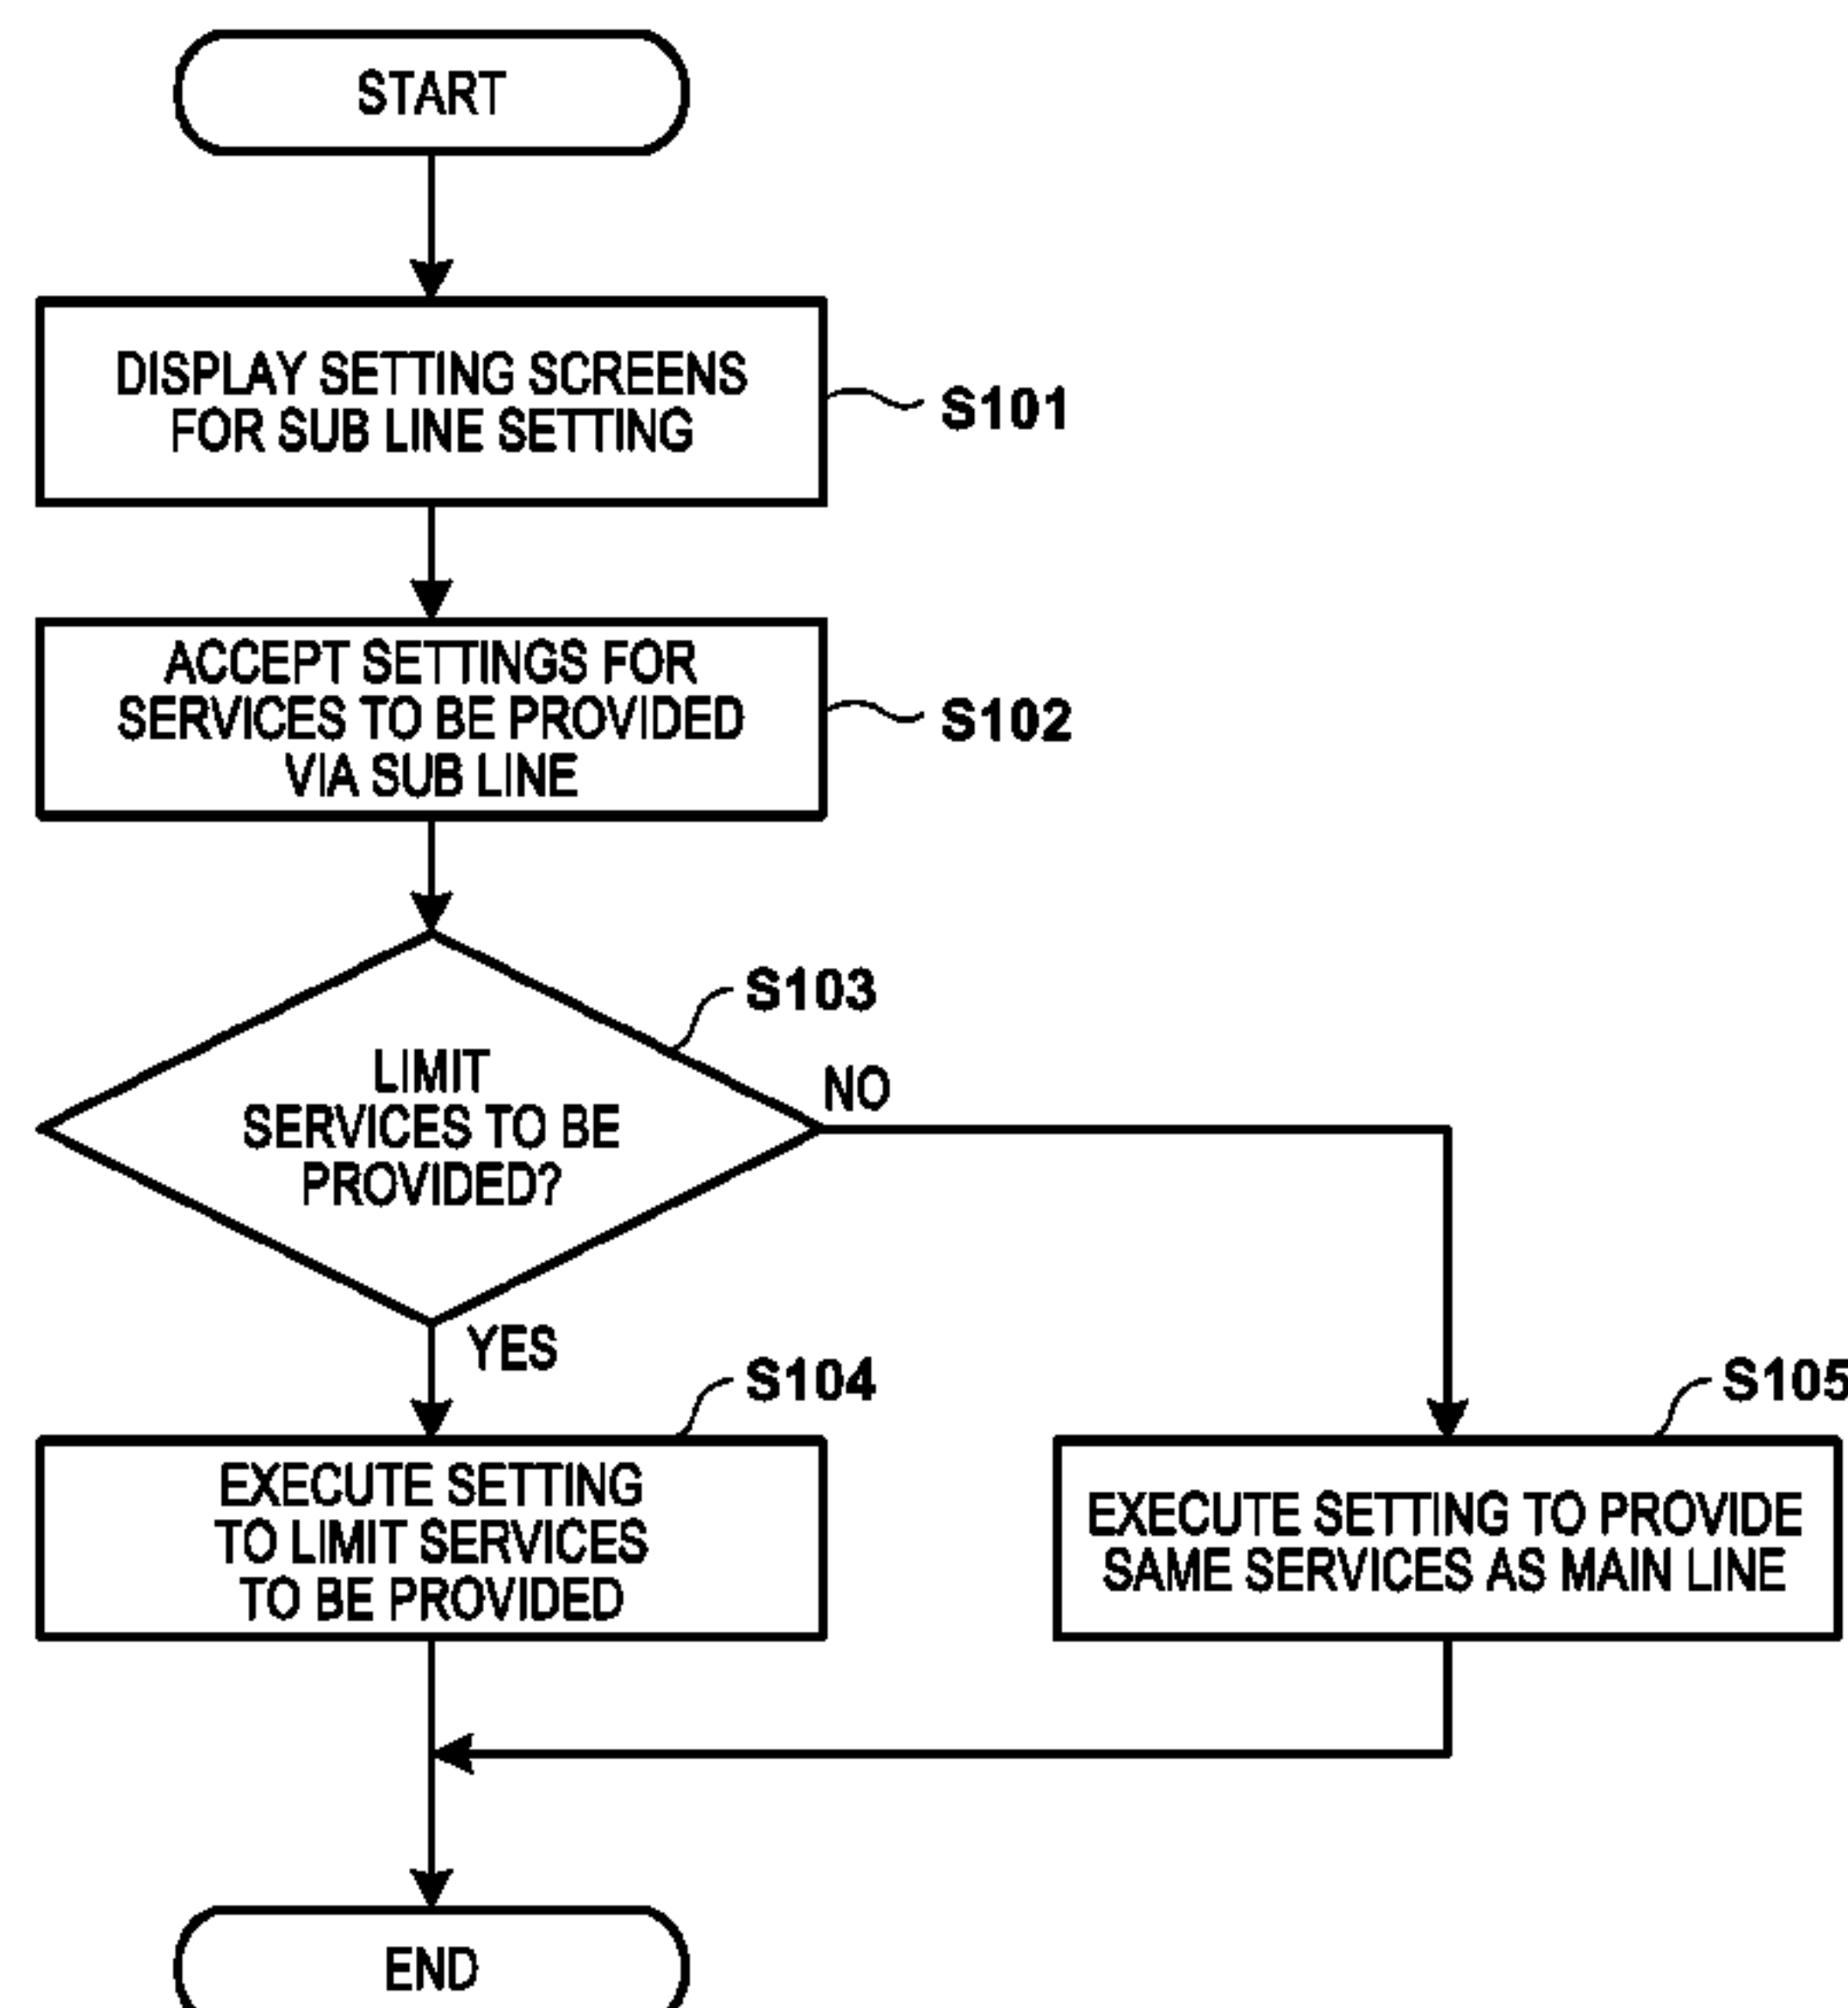 START
DISPLAY SETTING SCREENS
FOR SUB LINE SETTING
S101
ACCEPT SETTINGS FOR
SERVICES TO BE PROVIDED
VIA SUB LINE
S102
S103
LIMIT
SERVICES TO BE
PROVIDED?
NO
YES
S104
EXECUTE SETTING
TO LIMIT SERVICES
TO BE PROVIDED
S105
EXECUTE SETTING TO PROVIDE
SAME SERVICES AS MAIN LINE
END